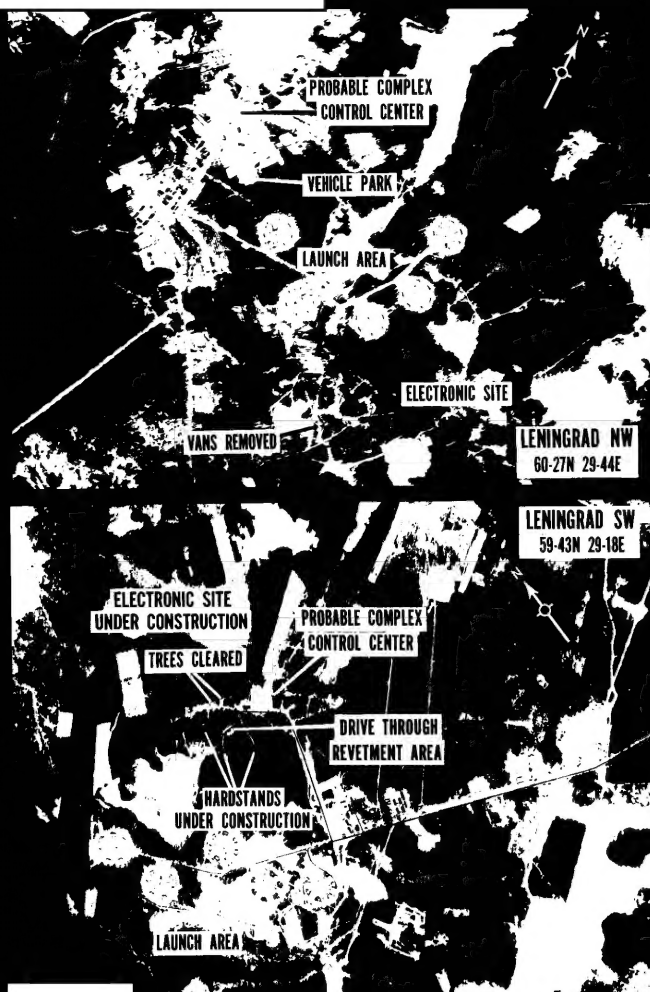 N
PROBABLE COMPLEX
CONTROL CENTER
VEHICLE PARK
LAUNCH AREA
ELECTRONIC SITE
VANS REMOVED
LENINGRAD NW
60-27N 29-44E
LENINGRAD SW
59-43N 29-18E
N
ELECTRONIC SITE
UNDER CONSTRUCTION
PROBABLE COMPLEX
CONTROL CENTER
TREES CLEARED
DRIVE THROUGH
REVETMENT AREA
HARDSTANDS
UNDER CONSTRUCTION
LAUNCH AREA